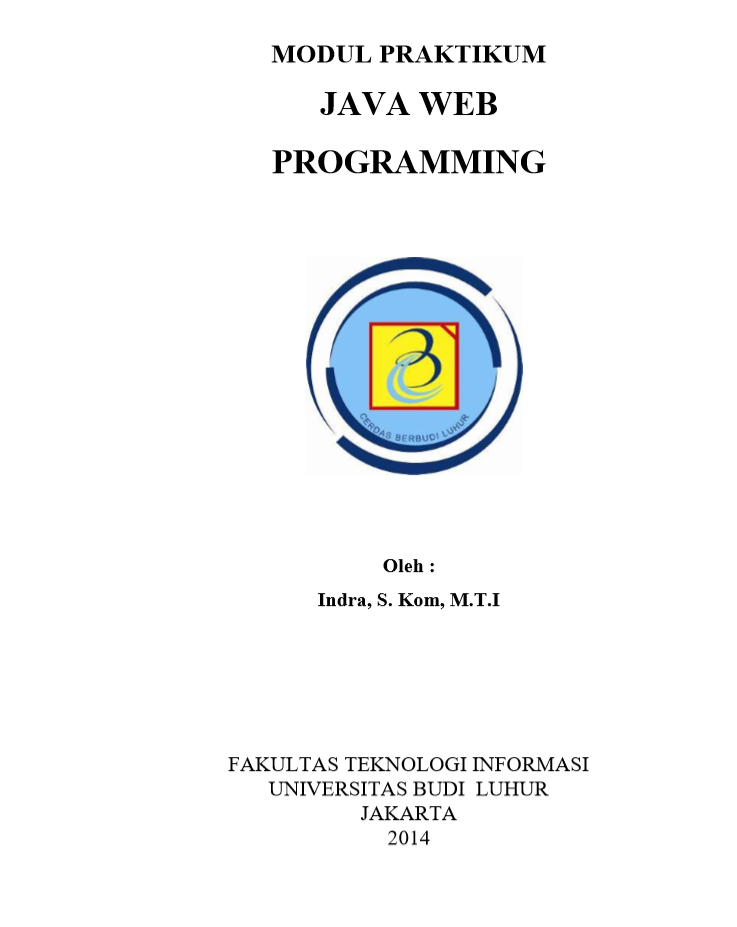 MODUL PRAKTIKUM
JAVA WEB
PROGRAMMING
CERDAS BERBUDI LUHUR
Oleh :
Indra, S. Kom, M.T.I
FAKULTAS TEKNOLOGI INFORMASI
UNIVERSITAS BUDI  LUHUR
JAKARTA
2014